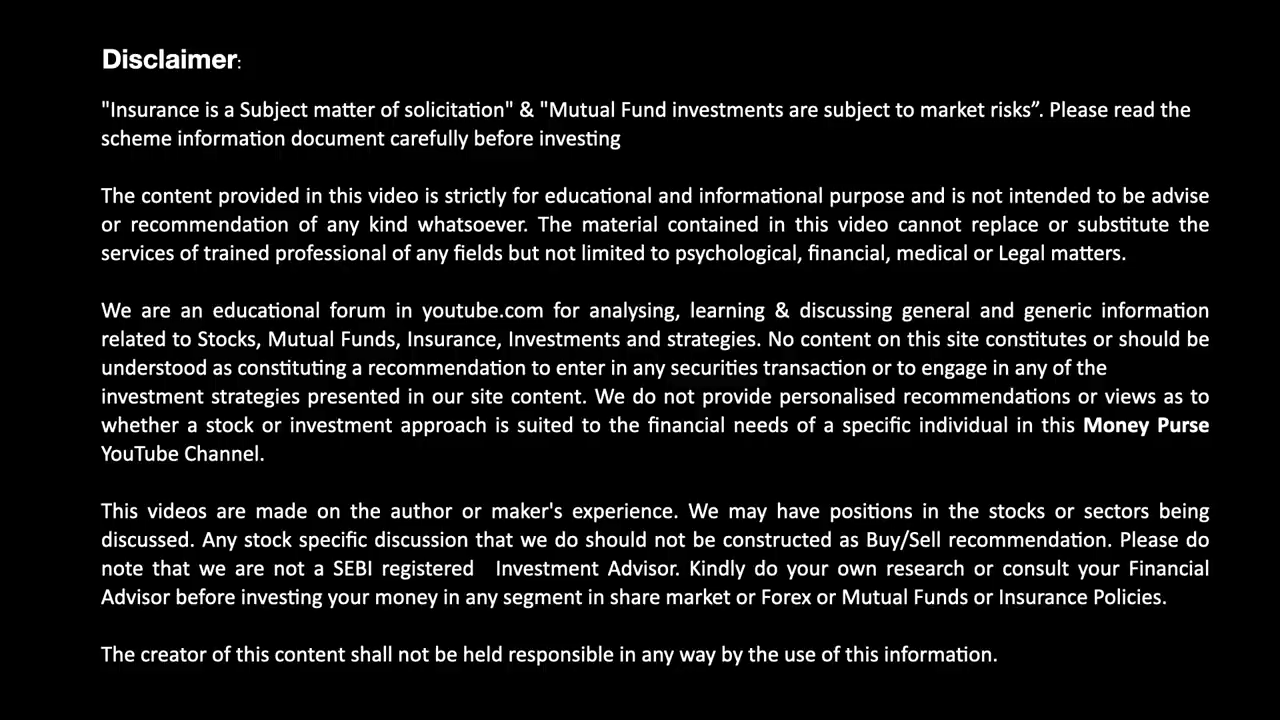 Disclaimer:
"Insurance is a Subject matter of solicitation" & "Mutual Fund investments are subject to market risks”. Please read the
scheme information document carefully before investing
The content provided in this video is strictly for educational and informational purpose and is not intended to be advise
or recommendation of any kind whatsoever. The material contained in this video cannot replace or substitute the
services of trained professional of any fields but not limited to psychological, financial, medical or Legal matters.
We are an educational forum in youtube.com for analysing, learning & discussing general and generic information
related to Stocks, Mutual Funds, Insurance, Investments and strategies. No content on this site constitutes or should be
understood as constituting a recommendation to enter in any securities transaction or to engage in any of the
investment strategies presented in our site content. We do not provide personalised recommendations or views as to
whether a stock or investment approach is suited to the financial needs of a specific individual in this Money Purse
YouTube Channel.
This videos are made on the author or maker's experience. We may have positions in the stocks or sectors being
discussed. Any stock specific discussion that we do should not be constructed as Buy/Sell recommendation. Please do
note that we are not a SEBI registered Investment Advisor. Kindly do your own research or consult your Financial
Advisor before investing your money in any segment in share market or Forex or Mutual Funds or Insurance Policies.
The creator of this content shall not be held responsible in any way by the use of this information.